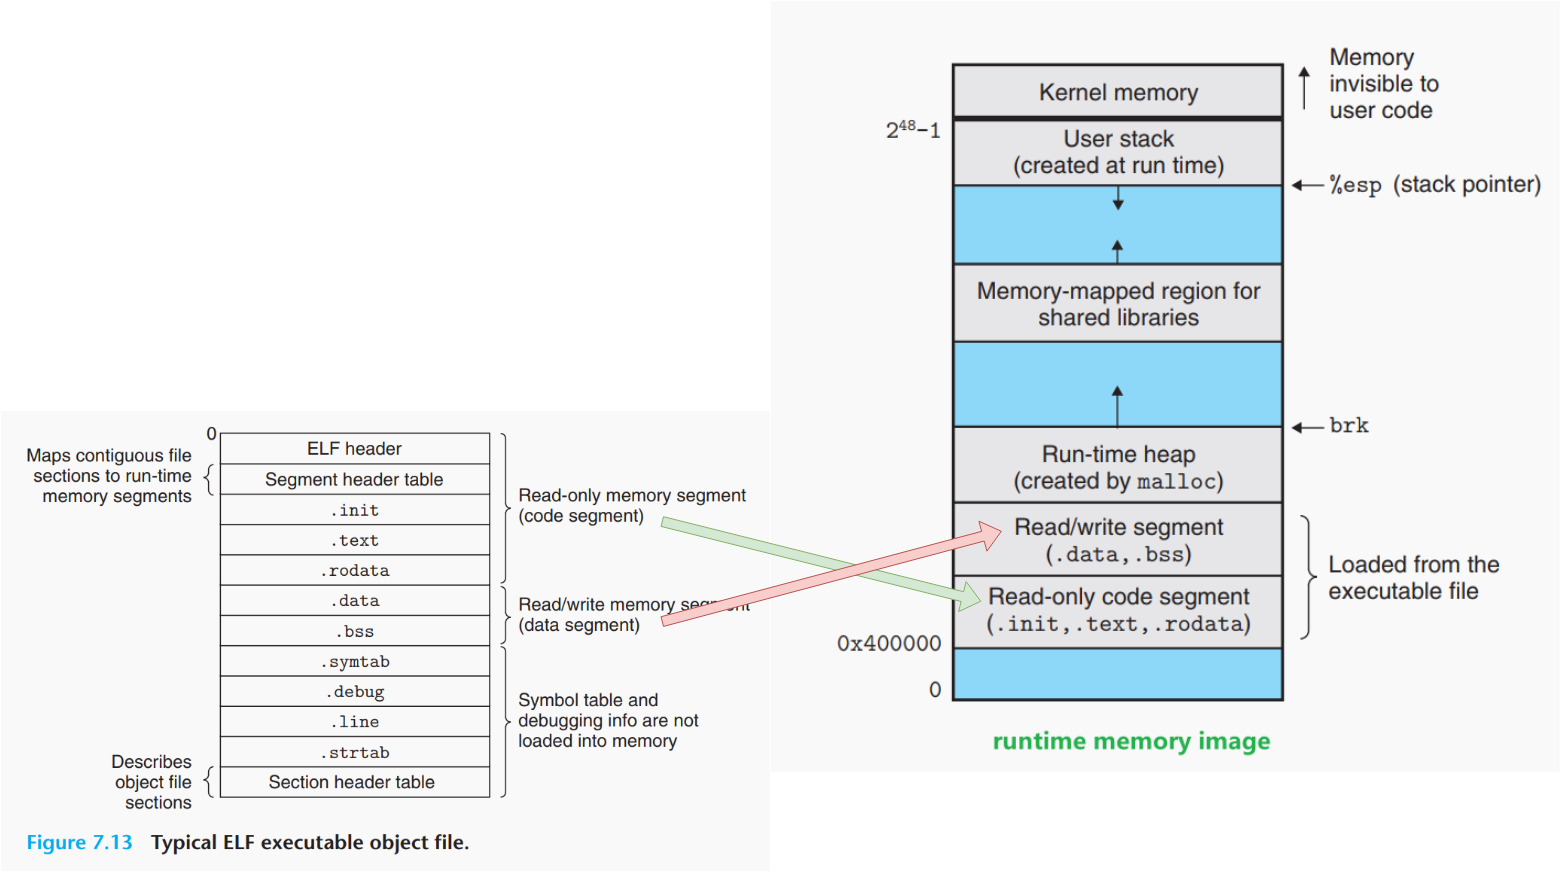 0
ELF header
Segment header table
.init
.text
.rodata
.data
.bss
.symtab
.debug
.line
.strtab
Section header table
Maps contiguous file
sections to run-time
memory segments
Describes
object file
sections
Read-only memory segment
(code segment)
Read/write memory segment
(data segment)
Symbol table and
debugging info are not
loaded into memory
Figure 7.13 Typical ELF executable object file.
Kernel memory
Memory
invisible to
user code
2⁴⁸−1
User stack
(created at run time)
%esp (stack pointer)
Memory-mapped region for
shared libraries
brk
Run-time heap
(created by malloc)
Read/write segment
(.data,.bss)
Read-only code segment
(.init,.text,.rodata)
Loaded from the
executable file
0x400000
0
runtime memory image